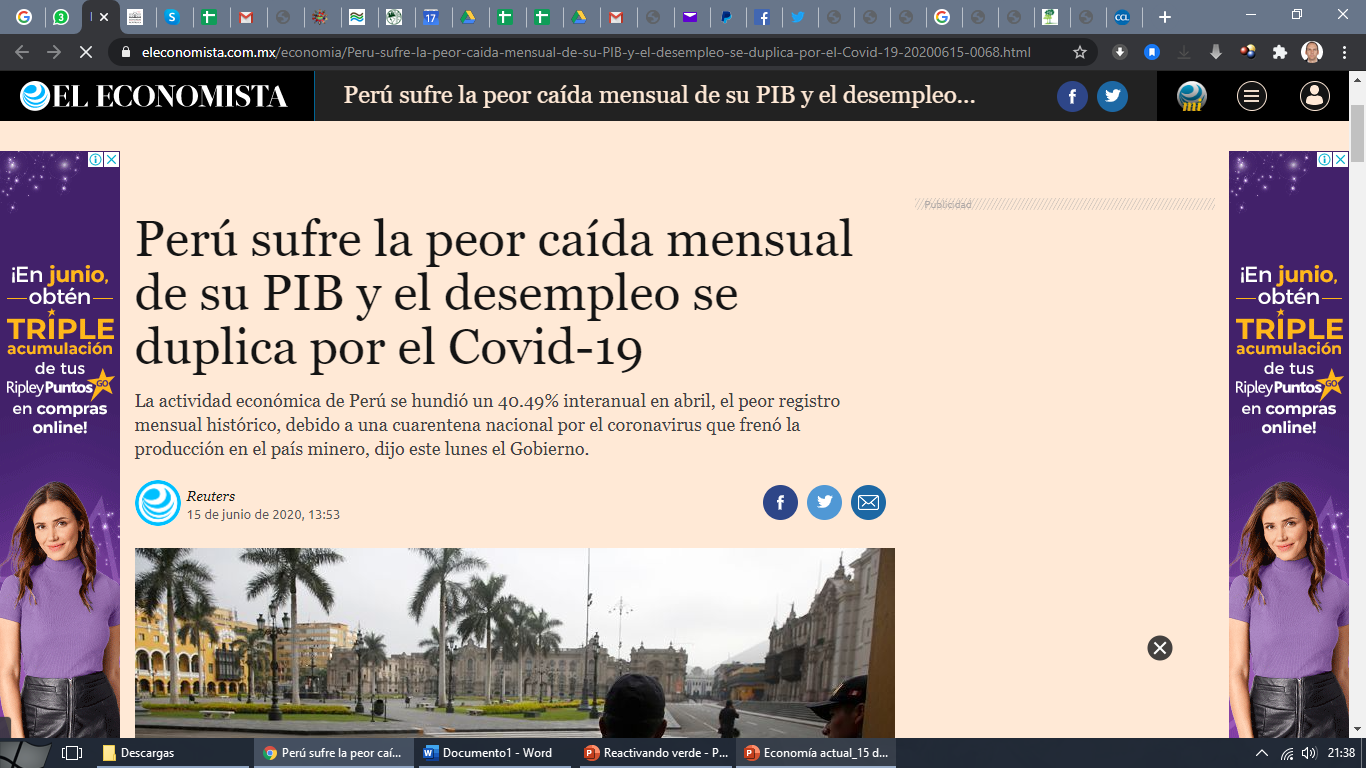 eleconomista.com.mx/economia/Peru-sufre-la-peor-caida-mensual-de-su-PIB-y-el-desempleo-se-duplica-por-el-Covid-19-20200615-0068.html
EL ECONOMISTA
Perú sufre la peor caída mensual de su PIB y el desempleo...
mi
Publicidad
Perú sufre la peor caída mensual
de su PIB y el desempleo se
duplica por el Covid-19
La actividad económica de Perú se hundió un 40.49% interanual en abril, el peor registro
mensual histórico, debido a una cuarentena nacional por el coronavirus que frenó la
producción en el país minero, dijo este lunes el Gobierno.
Reuters
15 de junio de 2020, 13:53
¡En junio,
obtén
TRIPLE
acumulación
de tus
Ripley Puntos GO
en compras
online!
¡En junio,
obtén
TRIPLE
acumulación
de tus
Ripley Puntos GO
en compras
online!
Descargas
Perú sufre la peor caí...
Documento1 - Word
Reactivando verde - P...
Economía actual_15 d...
21:38